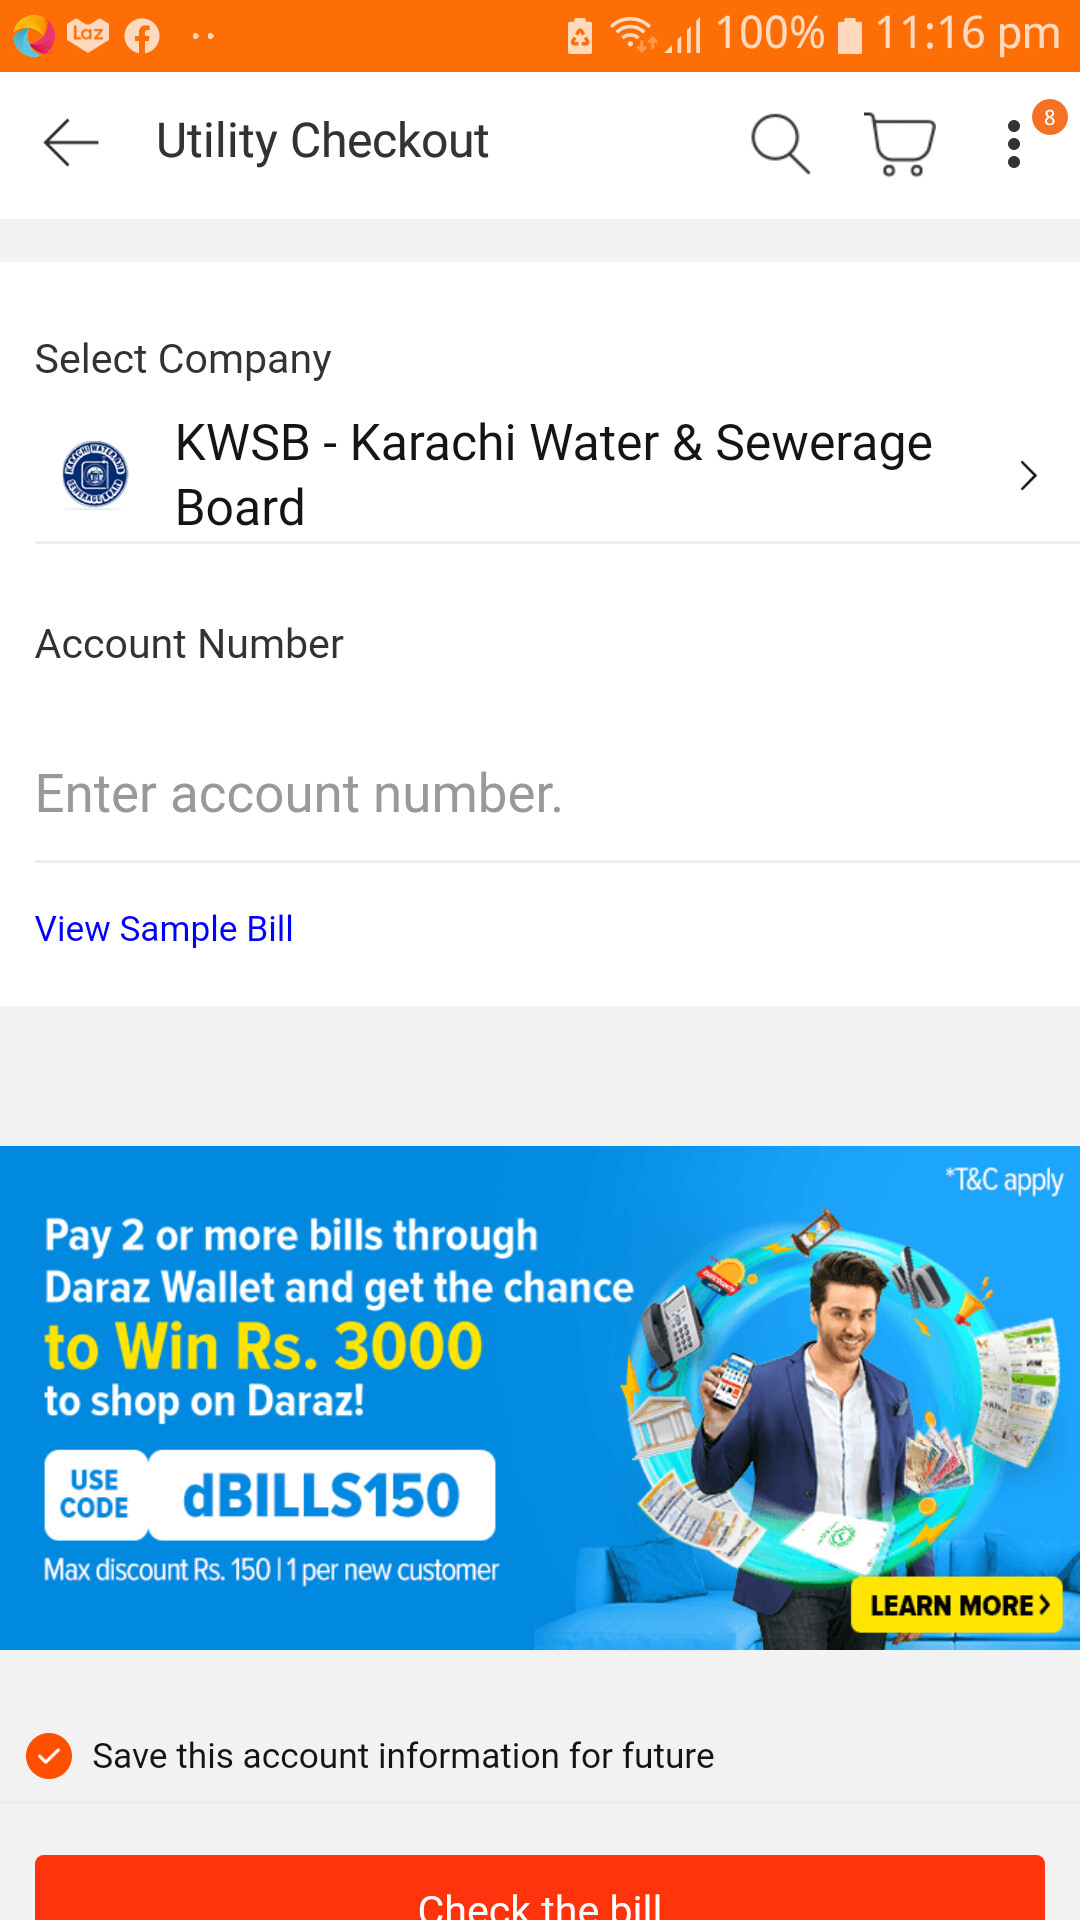 Laz
100%
11:16 pm
Utility Checkout
8
Select Company
KWSB - Karachi Water & Sewerage
Board
Account Number
Enter account number.
View Sample Bill
*T&C apply
Pay 2 or more bills through
Daraz Wallet and get the chance
to Win Rs. 3000
to shop on Daraz!
USE
CODE
dBILLS150
Max discount Rs. 150 | 1 per new customer
LEARN MORE
Save this account information for future
Check the bill